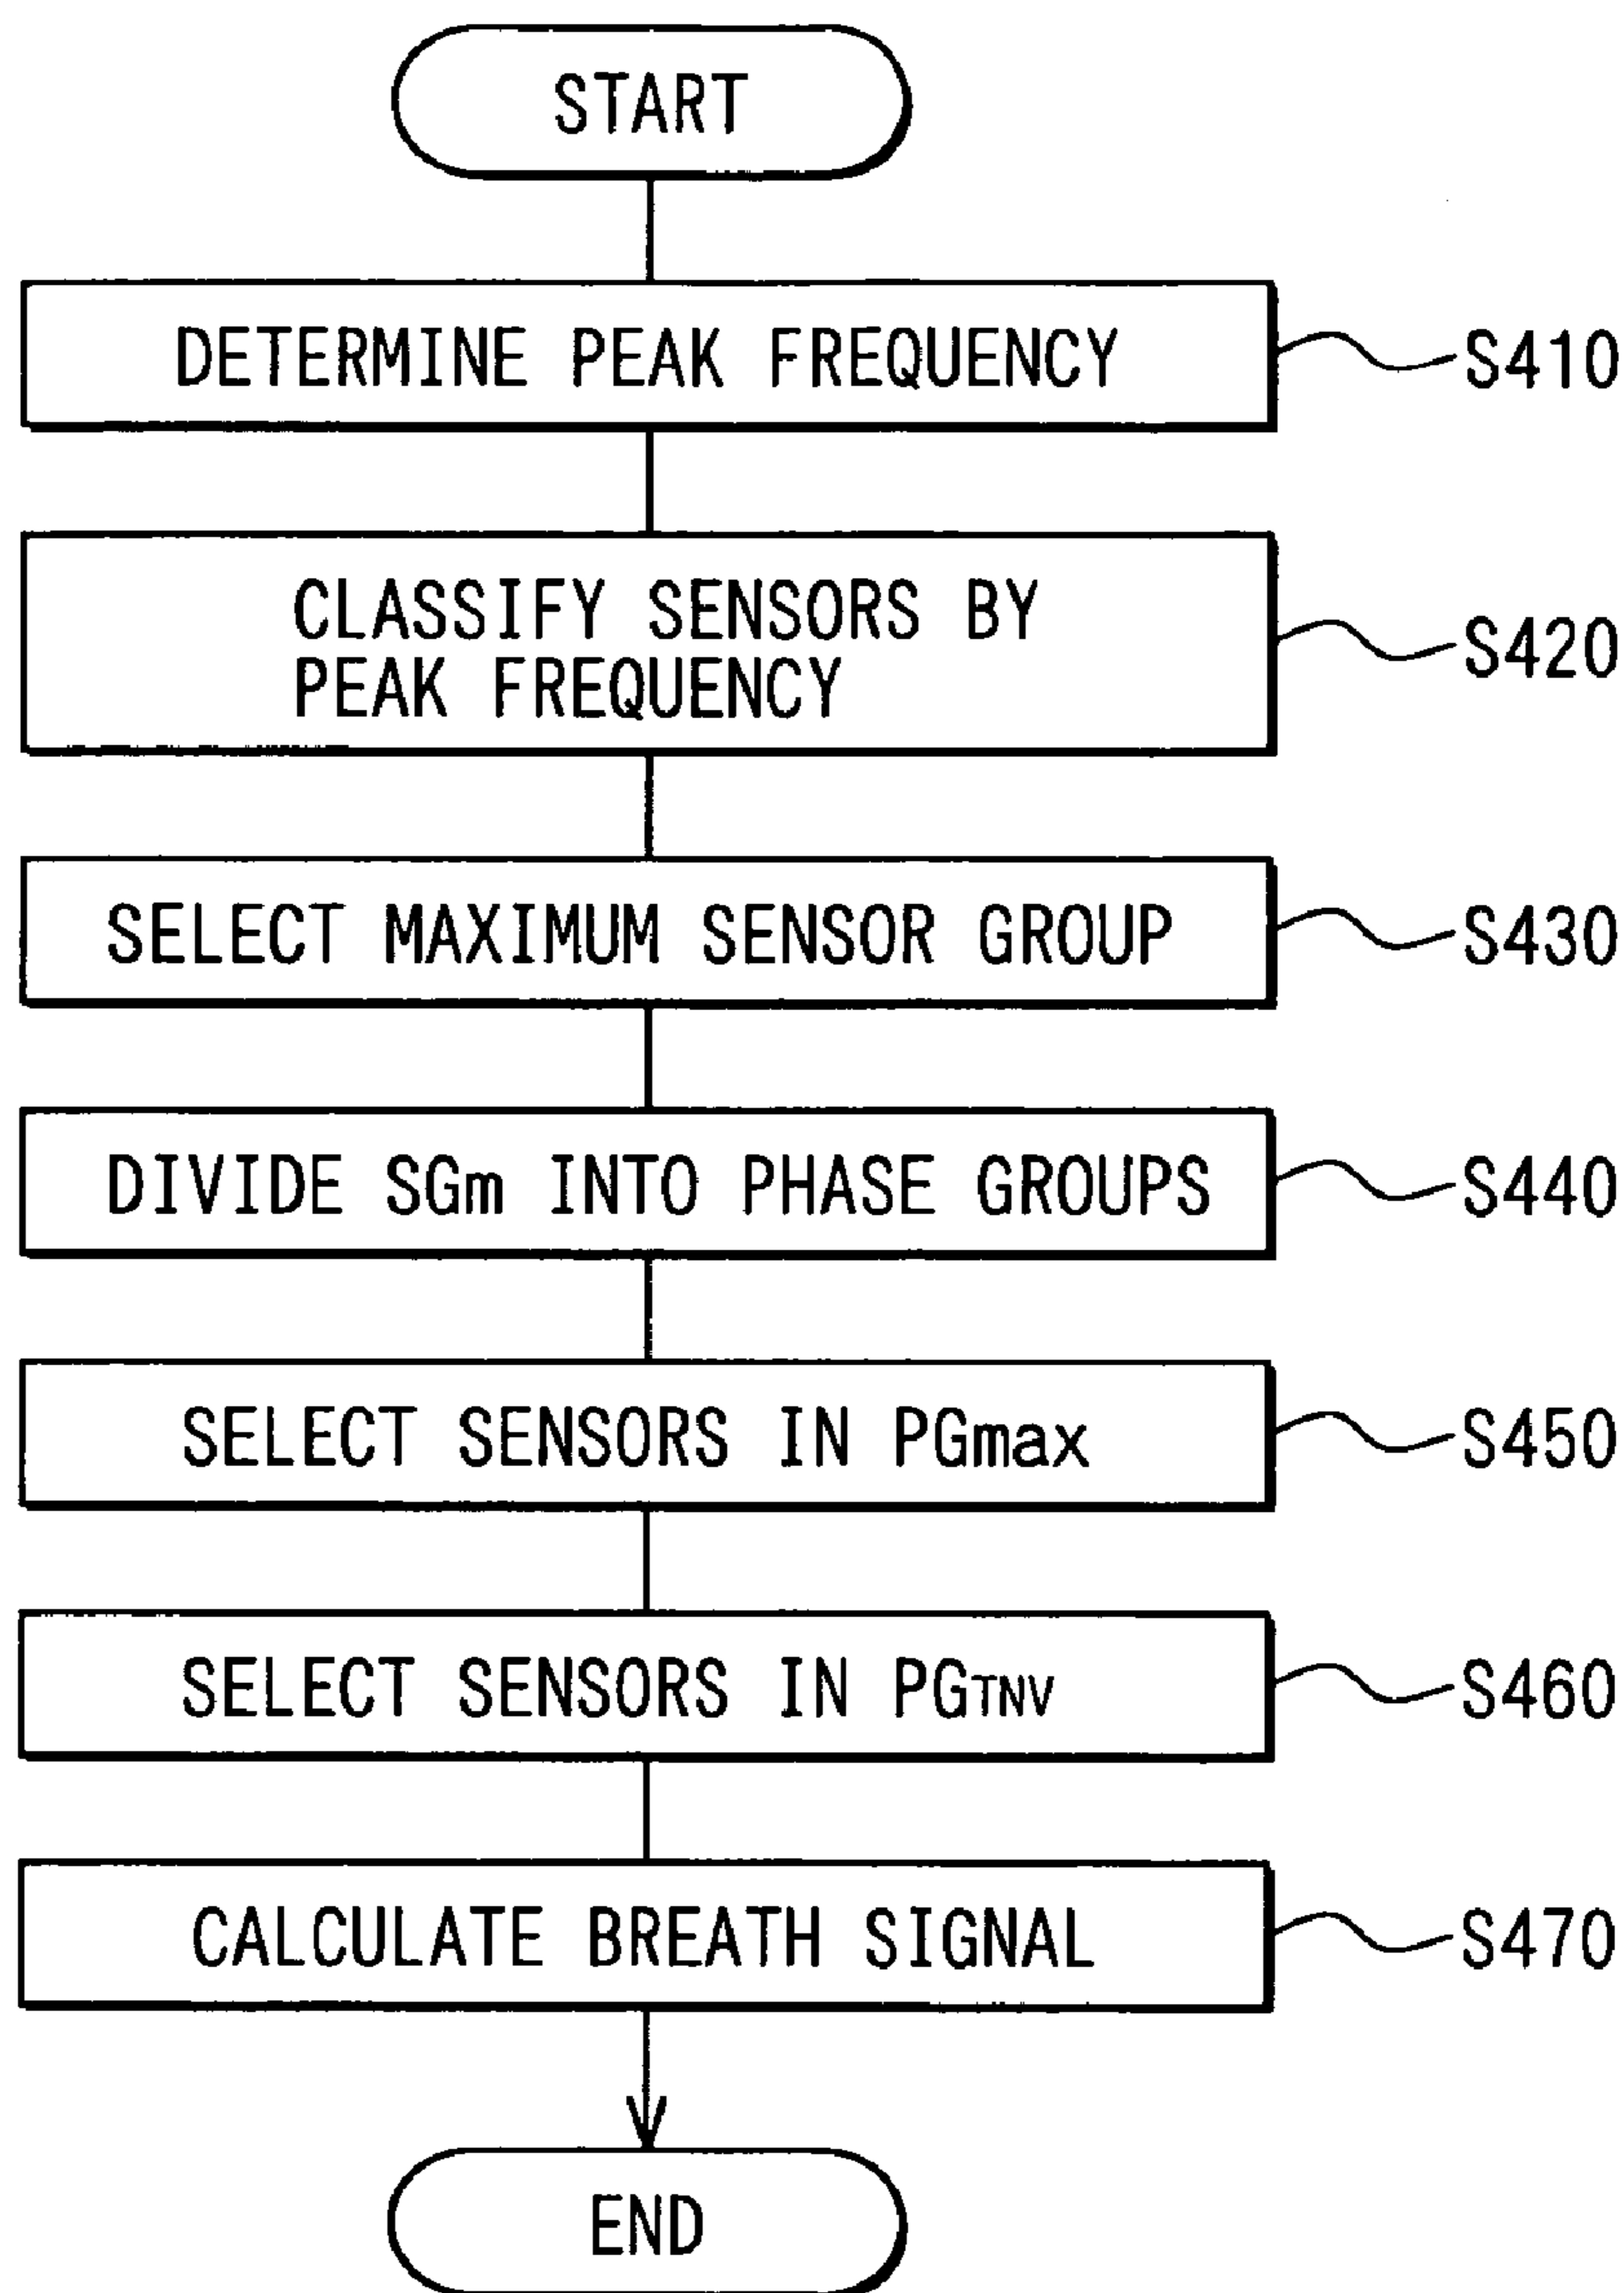 START
DETERMINE PEAK FREQUENCY
S410
CLASSIFY SENSORS BY
PEAK FREQUENCY
S420
SELECT MAXIMUM SENSOR GROUP
S430
DIVIDE SGm INTO PHASE GROUPS
S440
SELECT SENSORS IN PGmax
S450
SELECT SENSORS IN PGTNV
S460
CALCULATE BREATH SIGNAL
S470
END